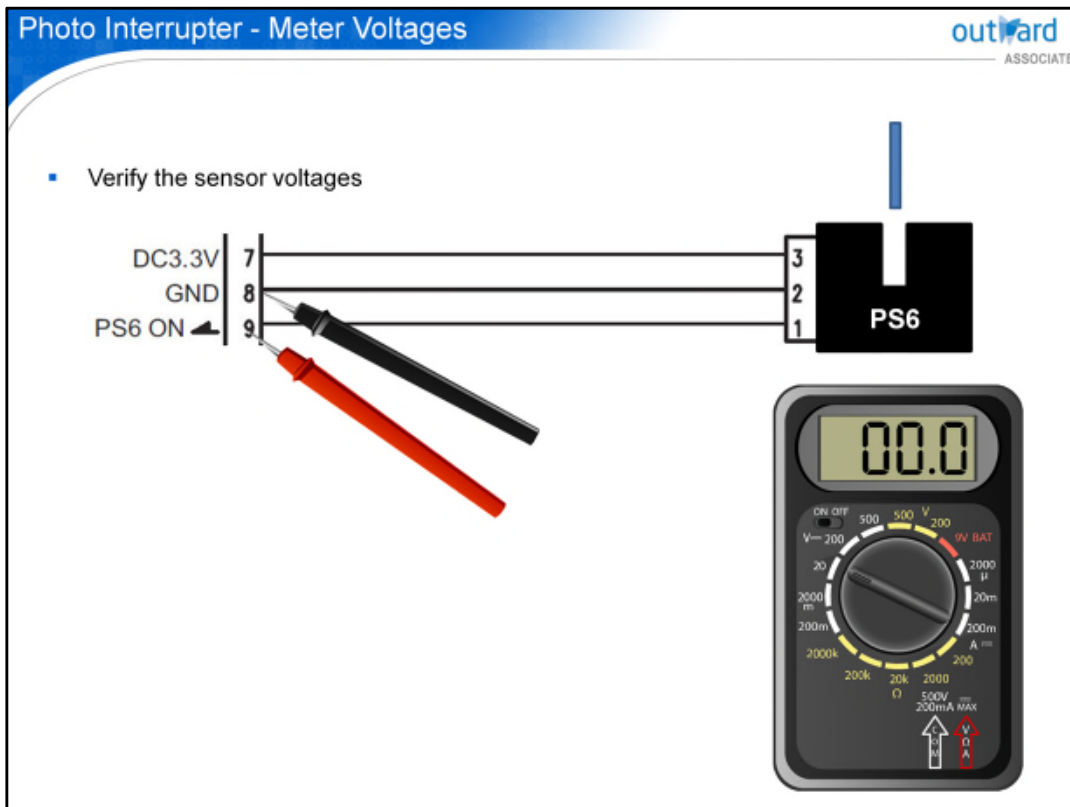 Photo Interrupter - Meter Voltages
outward
ASSOCIATE
Verify the sensor voltages
DC3.3V 7
GND 8
PS6 ON 9
3
2
1
PS6
00.0
ON OFF
500
500
V
200
9V BAT
V 200
20
2000
m
200m
2000k
200k
20k
Ω
2000
200
A
200m
20m
2000
μ
500V
200mA MAX
COM
VΩA